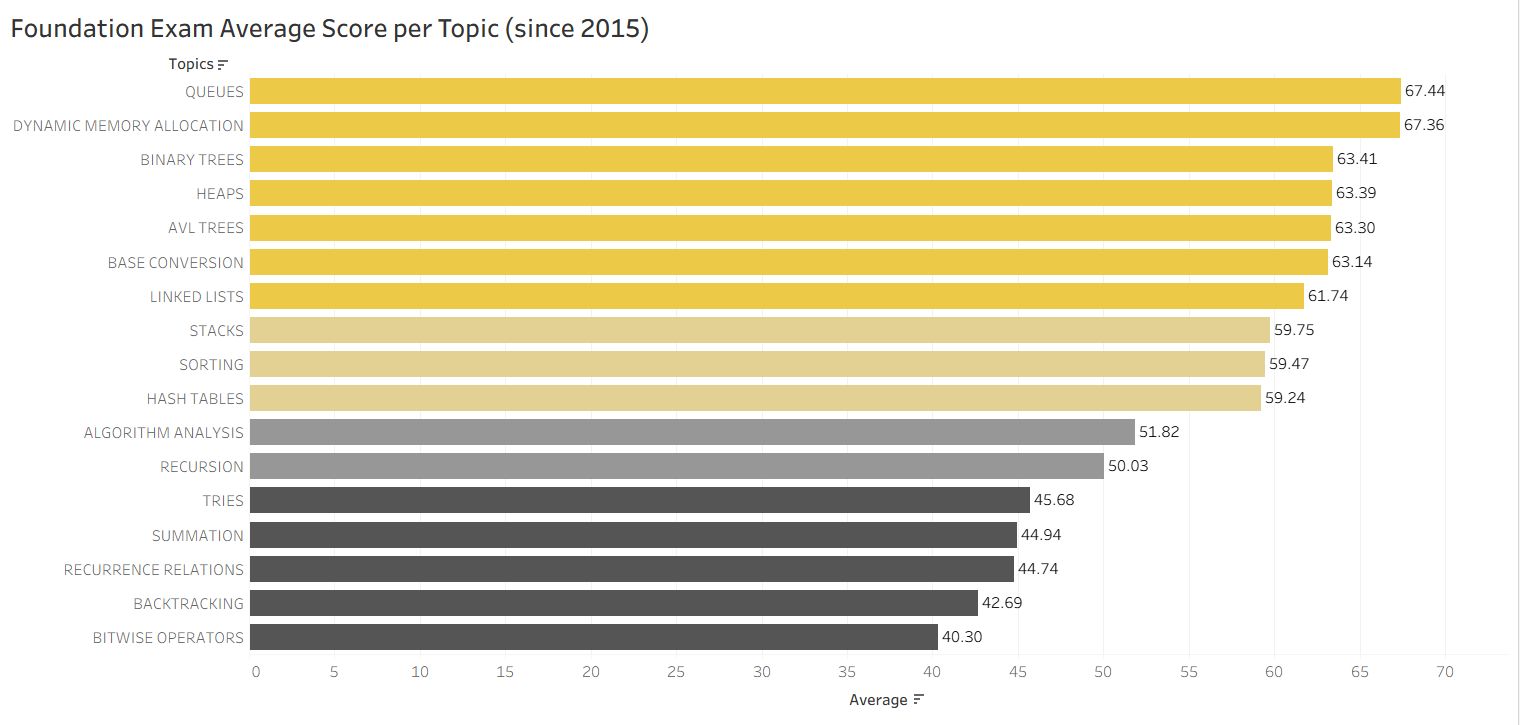 Foundation Exam Average Score per Topic (since 2015)
Topics
QUEUES 67.44
DYNAMIC MEMORY ALLOCATION 67.36
BINARY TREES 63.41
HEAPS 63.39
AVL TREES 63.30
BASE CONVERSION 63.14
LINKED LISTS 61.74
STACKS 59.75
SORTING 59.47
HASH TABLES 59.24
ALGORITHM ANALYSIS 51.82
RECURSION 50.03
TRIES 45.68
SUMMATION 44.94
RECURRENCE RELATIONS 44.74
BACKTRACKING 42.69
BITWISE OPERATORS 40.30
0 5 10 15 20 25 30 35 40 45 50 55 60 65 70
Average